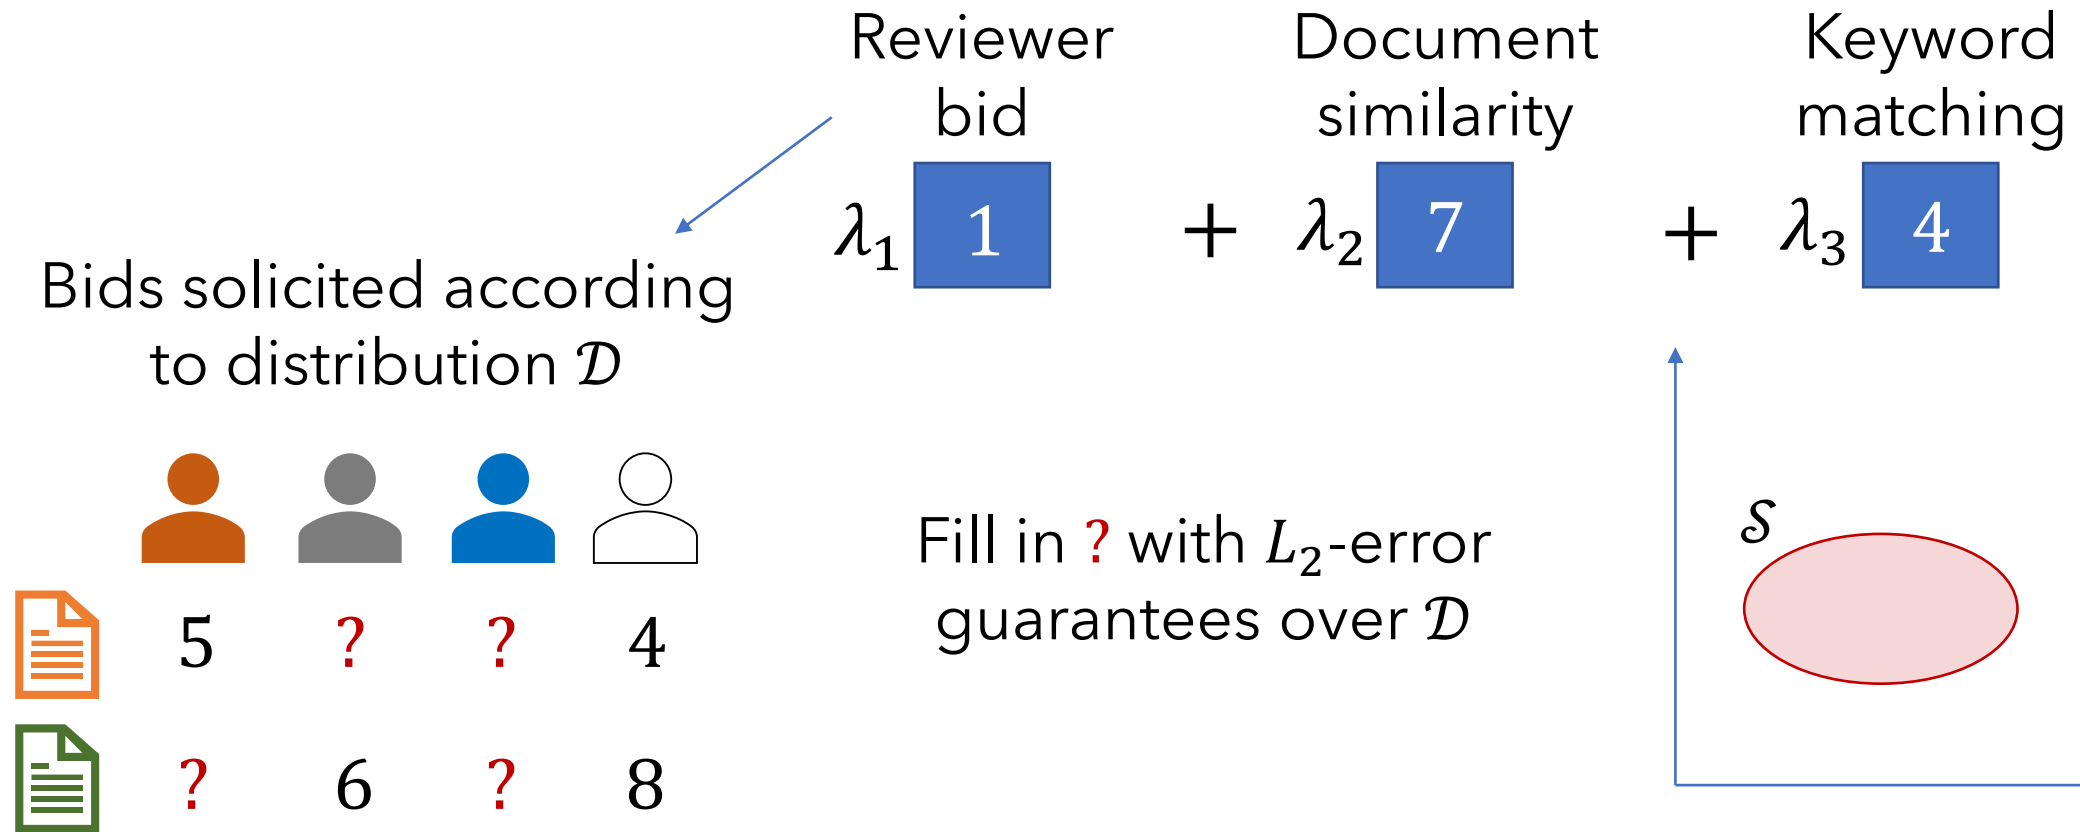 Reviewer bid
Document similarity
Keyword matching
λ₁ 1 + λ₂ 7 + λ₃ 4
Bids solicited according
to distribution 𝒟
5 ? ? 4
? 6 ? 8
Fill in ? with L₂-error
guarantees over 𝒟
𝒮